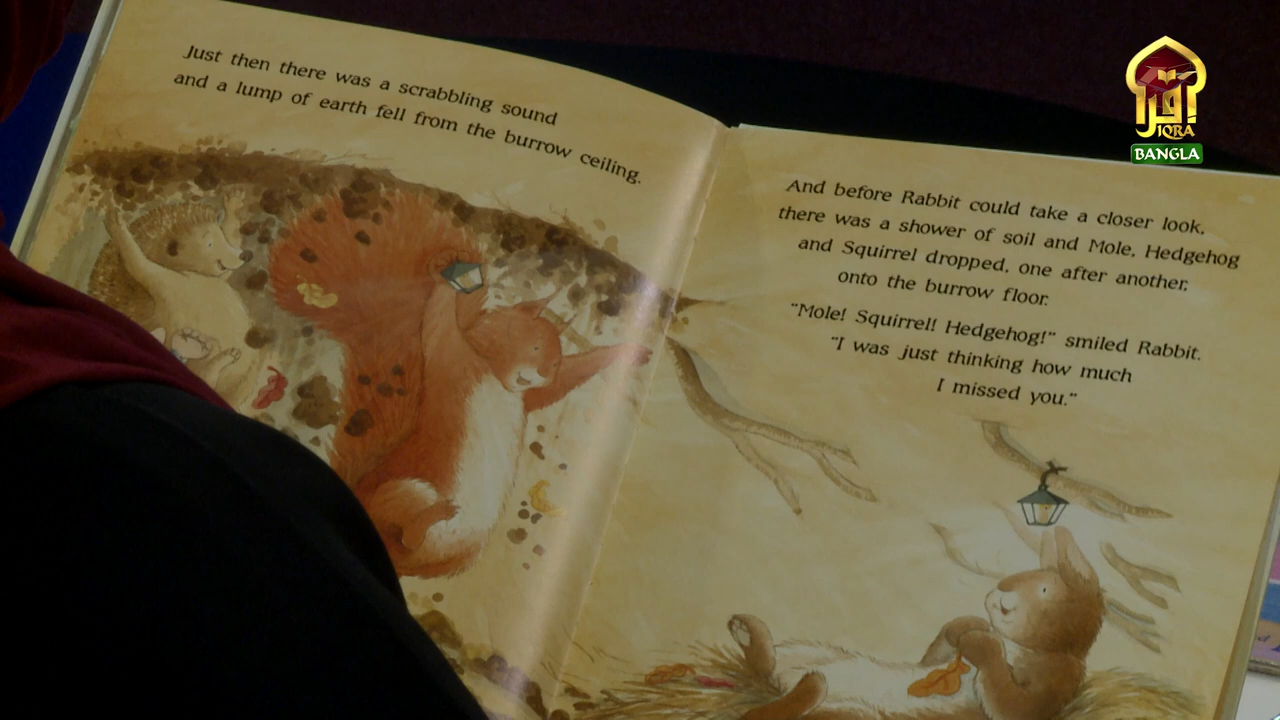 Just then there was a scrabbling sound
and a lump of earth fell from the burrow ceiling.
And before Rabbit could take a closer look,
there was a shower of soil and Mole, Hedgehog
and Squirrel dropped, one after another,
onto the burrow floor.
"Mole! Squirrel! Hedgehog!" smiled Rabbit.
"I was just thinking how much
I missed you."
اقرأ
IQRA
BANGLA